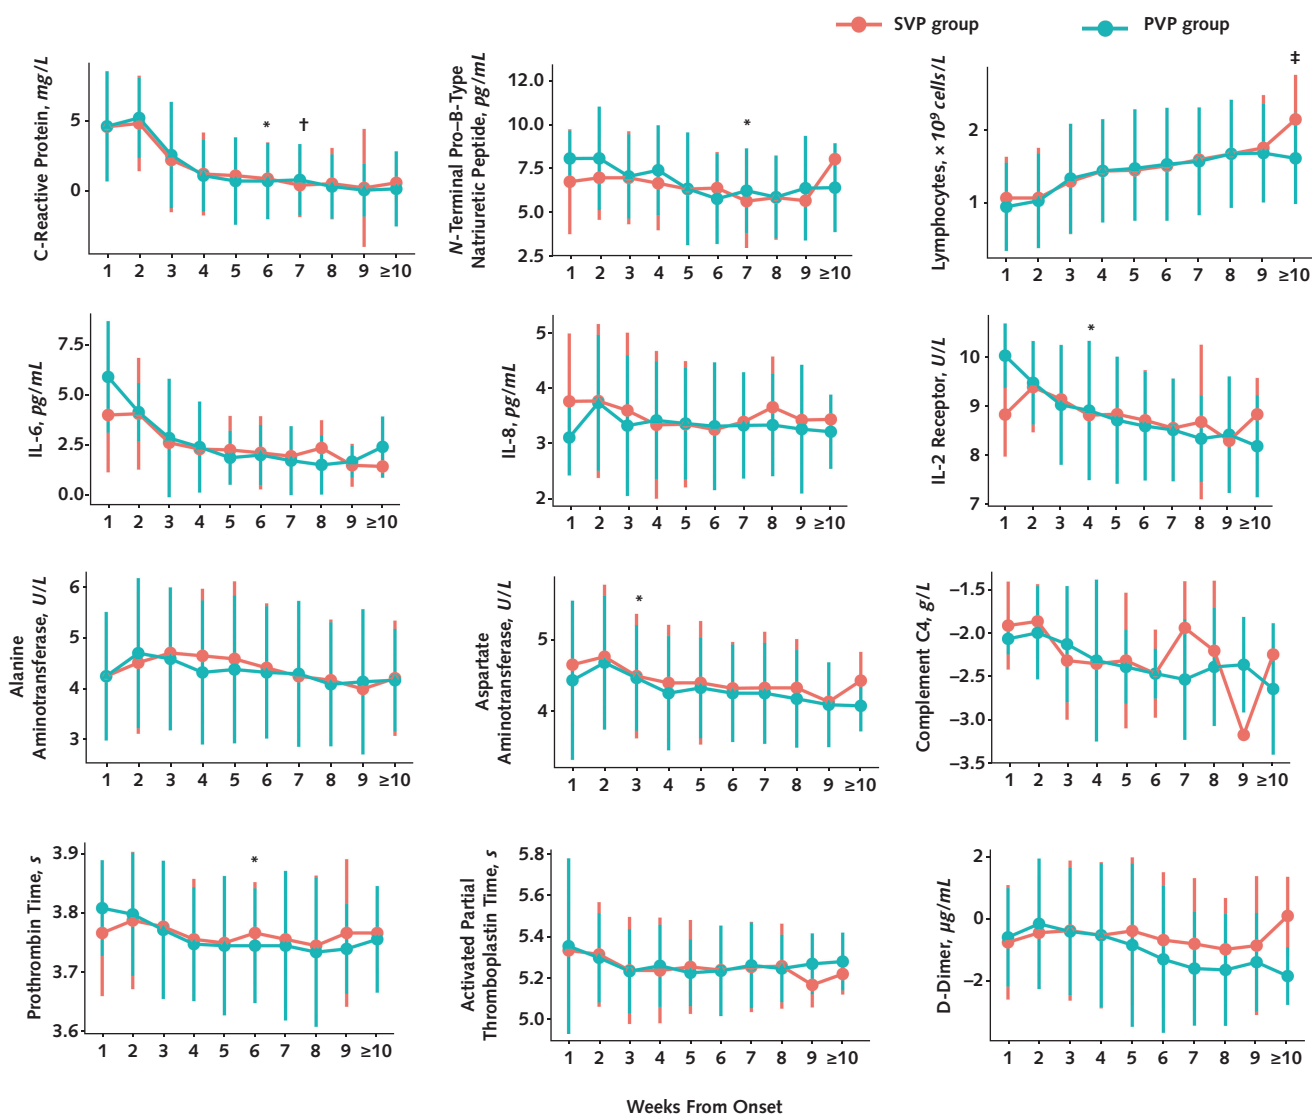 SVP group
PVP group
C-Reactive Protein, mg/L
5
0
*
†
1 2 3 4 5 6 7 8 9 ≥10
N-Terminal Pro–B-Type
Natriuretic Peptide, pg/mL
12.0
10.0
7.5
6.0
2.5
*
1 2 3 4 5 6 7 8 9 ≥10
Lymphocytes, × 10⁹ cells/L
2
1
‡
1 2 3 4 5 6 7 8 9 ≥10
IL-6, pg/mL
7.5
5.0
2.5
0.0
1 2 3 4 5 6 7 8 9 ≥10
IL-8, pg/mL
5
4
3
2
1 2 3 4 5 6 7 8 9 ≥10
IL-2 Receptor, U/L
10
9
8
7
*
1 2 3 4 5 6 7 8 9 ≥10
Alanine
Aminotransferase, U/L
6
5
4
3
1 2 3 4 5 6 7 8 9 ≥10
Aspartate
Aminotransferase, U/L
5
4
*
1 2 3 4 5 6 7 8 9 ≥10
Complement C4, g/L
–1.5
–2.0
–2.5
–3.0
–3.5
1 2 3 4 5 6 7 8 9 ≥10
Prothrombin Time, s
3.9
3.8
3.7
3.6
*
1 2 3 4 5 6 7 8 9 ≥10
Activated Partial
Thromboplastin Time, s
5.8
5.6
5.4
5.2
5.0
1 2 3 4 5 6 7 8 9 ≥10
D-Dimer, μg/mL
2
0
–2
1 2 3 4 5 6 7 8 9 ≥10
Weeks From Onset